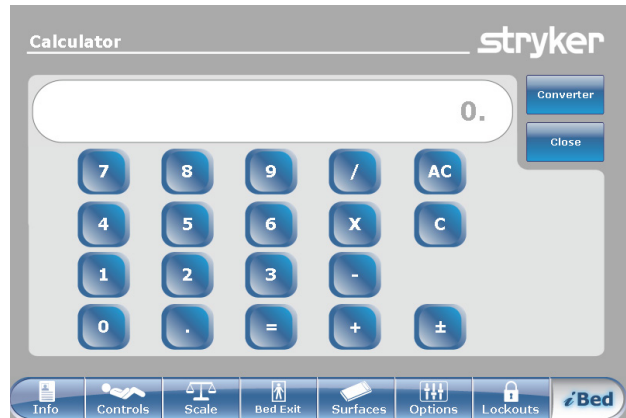 Calculator
stryker
0.
Converter
Close
7 8 9 / AC
4 5 6 X C
1 2 3 -
0 . = + ±
Info Controls Scale Bed Exit Surfaces Options Lockouts iBed